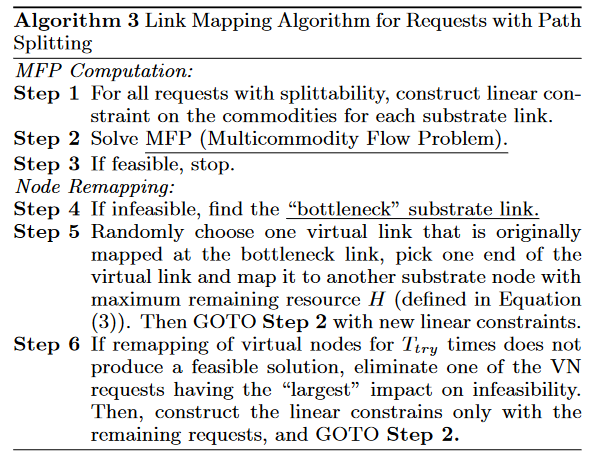 Algorithm 3 Link Mapping Algorithm for Requests with Path
Splitting
MFP Computation:
Step 1 For all requests with splittability, construct linear con-
straint on the commodities for each substrate link.
Step 2 Solve MFP (Multicommodity Flow Problem).
Step 3 If feasible, stop.
Node Remapping:
Step 4 If infeasible, find the “bottleneck” substrate link.
Step 5 Randomly choose one virtual link that is originally
mapped at the bottleneck link, pick one end of the
virtual link and map it to another substrate node with
maximum remaining resource H (defined in Equation
(3)). Then GOTO Step 2 with new linear constraints.
Step 6 If remapping of virtual nodes for T_try times does not
produce a feasible solution, eliminate one of the VN
requests having the “largest” impact on infeasibility.
Then, construct the linear constrains only with the
remaining requests, and GOTO Step 2.